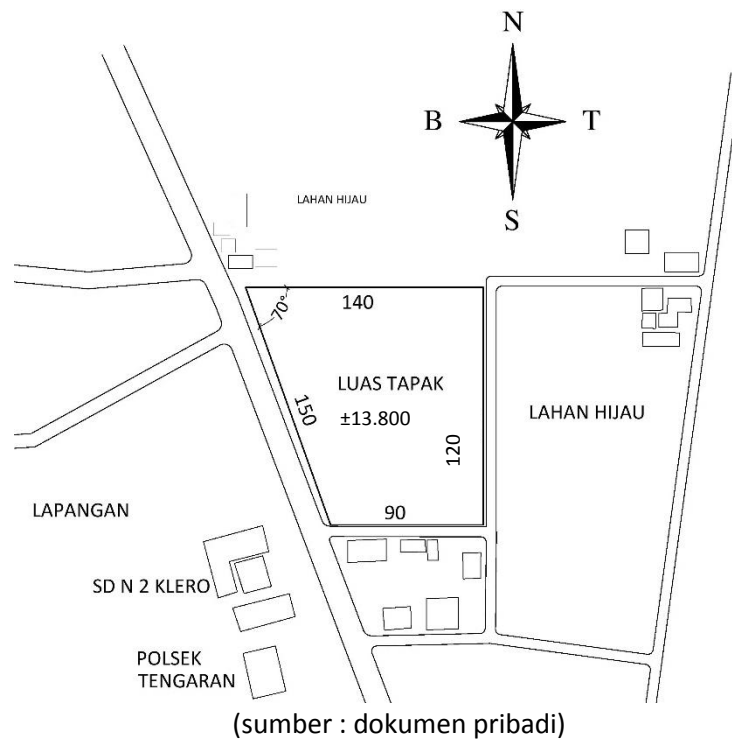 N
B
T
S
LAHAN HIJAU
70°
140
LUAS TAPAK
±13.800
150
120
90
LAHAN HIJAU
LAPANGAN
SD N 2 KLERO
POLSEK
TENGARAN
(sumber : dokumen pribadi)